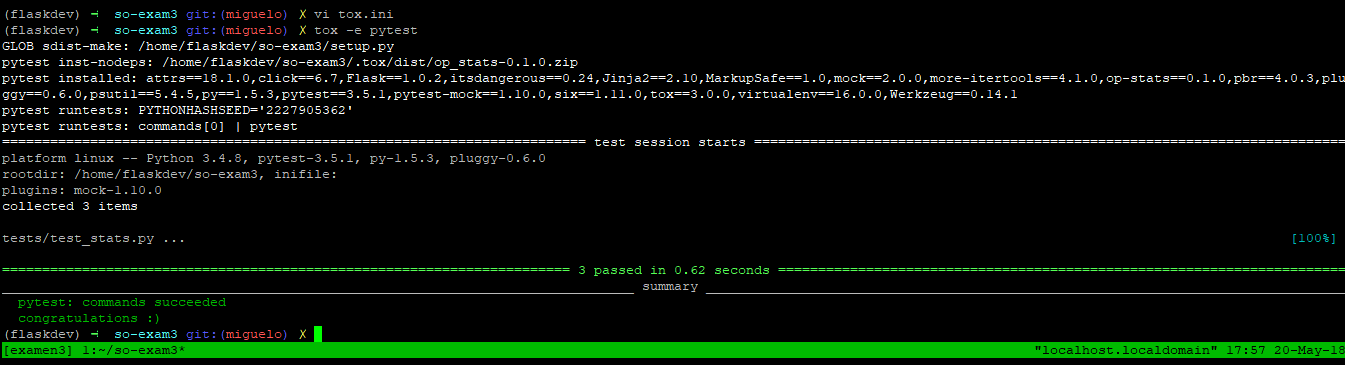 (flaskdev) ➜ so-exam3 git:(miguelo) ✗ vi tox.ini
(flaskdev) ➜ so-exam3 git:(miguelo) ✗ tox -e pytest
GLOB sdist-make: /home/flaskdev/so-exam3/setup.py
pytest inst-nodeps: /home/flaskdev/so-exam3/.tox/dist/op_stats-0.1.0.zip
pytest installed: attrs==18.1.0,click==6.7,Flask==1.0.2,itsdangerous==0.24,Jinja2==2.10,MarkupSafe==1.0,mock==2.0.0,more-itertools==4.1.0,op-stats==0.1.0,pbr==4.0.3,plu
ggy==0.6.0,psutil==5.4.5,py==1.5.3,pytest==3.5.1,pytest-mock==1.10.0,six==1.11.0,tox==3.0.0,virtualenv==16.0.0,Werkzeug==0.14.1
pytest runtests: PYTHONHASHSEED='2227905362'
pytest runtests: commands[0] | pytest
========================================================================= test session starts ==========================================================================
platform linux -- Python 3.4.8, pytest-3.5.1, py-1.5.3, pluggy-0.6.0
rootdir: /home/flaskdev/so-exam3, inifile:
plugins: mock-1.10.0
collected 3 items
tests/test_stats.py ... [100%]
======================================================================= 3 passed in 0.62 seconds =======================================================================
_______________________________________________________________________________ summary ________________________________________________________________________________
pytest: commands succeeded
congratulations :)
(flaskdev) ➜ so-exam3 git:(miguelo) ✗
[examen3] 1:~/so-exam3* "localhost.localdomain" 17:57 20-May-18